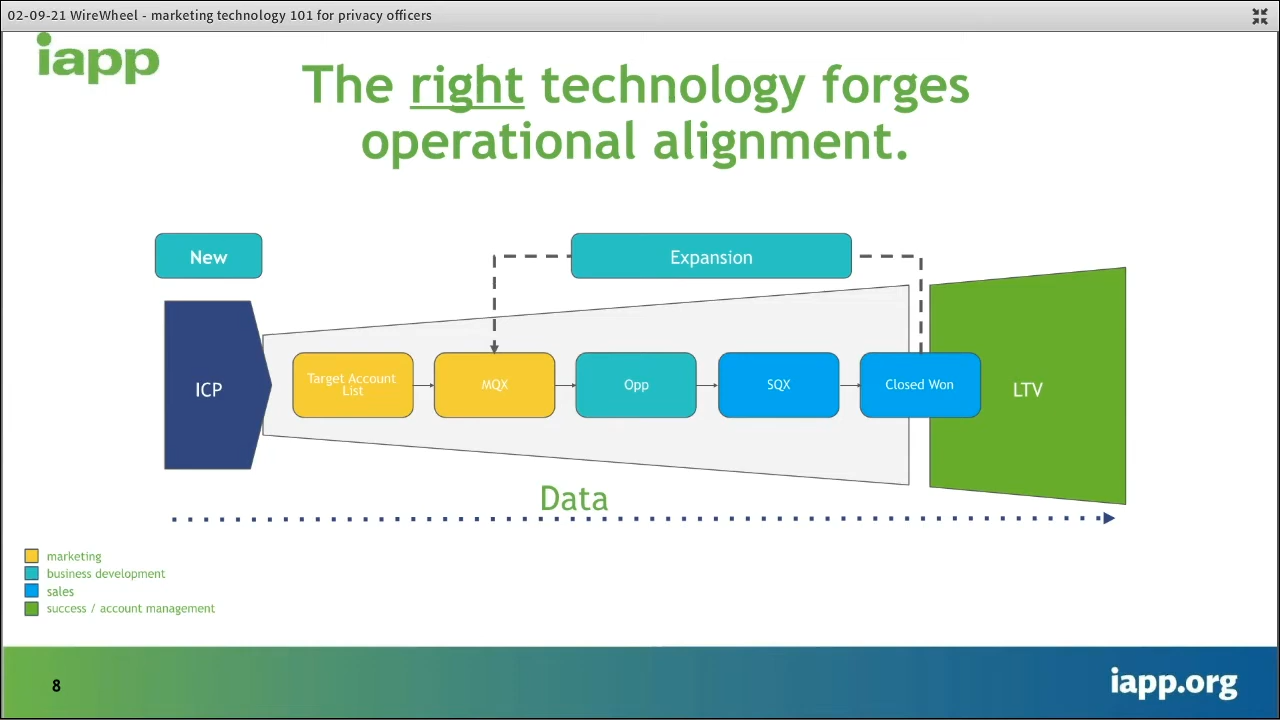 02-09-21 WireWheel - marketing technology 101 for privacy officers
iapp
The right technology forges
operational alignment.
New
Expansion
ICP
Target Account
List
MQX
Opp
SQX
Closed Won
LTV
Data
marketing
business development
sales
success / account management
8
iapp.org